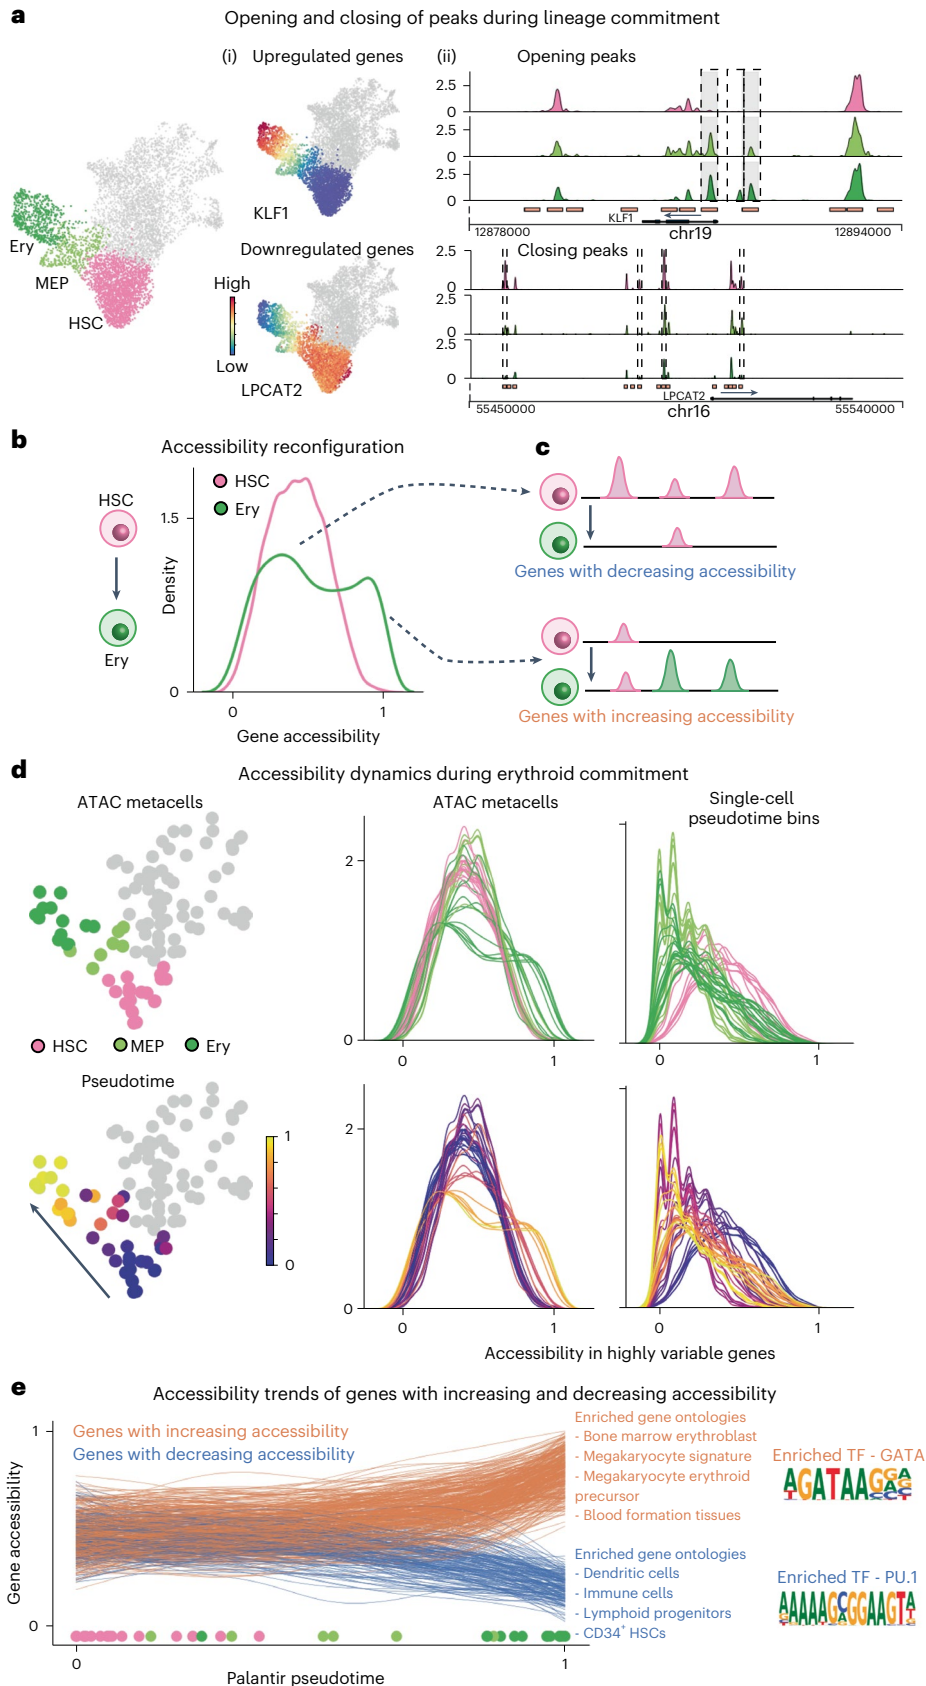 a
Opening and closing of peaks during lineage commitment
(i)
Upregulated genes
(ii)
Opening peaks
2.5
0
2.5
0
2.5
0
KLF1
KLF1
12878000
chr19
12894000
Ery
MEP
HSC
Downregulated genes
High
Low
LPCAT2
Closing peaks
2.5
0
2.5
0
2.5
0
LPCAT2
55450000
chr16
55540000
b
Accessibility reconfiguration
HSC
Ery
HSC
Ery
1.5
0
Density
0
1
Gene accessibility
c
Genes with decreasing accessibility
Genes with increasing accessibility
d
Accessibility dynamics during erythroid commitment
ATAC metacells
ATAC metacells
Single-cell
pseudotime bins
HSC
MEP
Ery
2
0
0
1
0
1
Pseudotime
1
0
2
0
0
1
0
1
Accessibility in highly variable genes
e
Accessibility trends of genes with increasing and decreasing accessibility
1
0
Gene accessibility
Genes with increasing accessibility
Genes with decreasing accessibility
0
1
Palantir pseudotime
Enriched gene ontologies
- Bone marrow erythroblast
- Megakaryocyte signature
- Megakaryocyte erythroid
precursor
- Blood formation tissues
Enriched gene ontologies
- Dendritic cells
- Immune cells
- Lymphoid progenitors
- CD34+ HSCs
Enriched TF - GATA
AGATAAG
Enriched TF - PU.1
AAAAAG GGAAGT